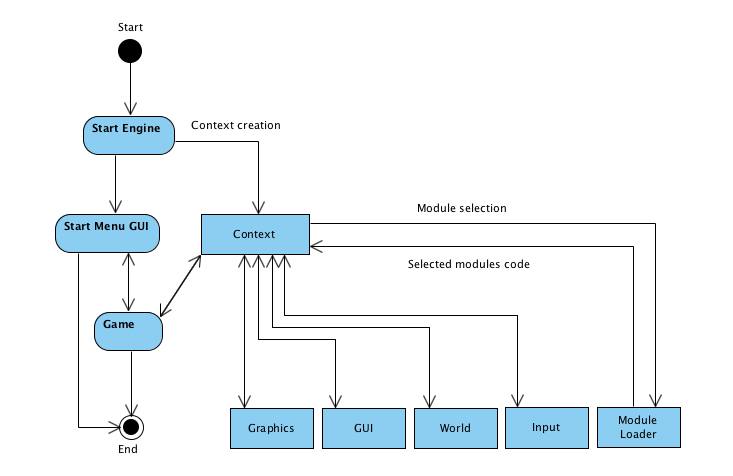 Start
Start Engine
Context creation
Module selection
Start Menu GUI
Context
Selected modules code
Game
Graphics
GUI
World
Input
Module
Loader
End